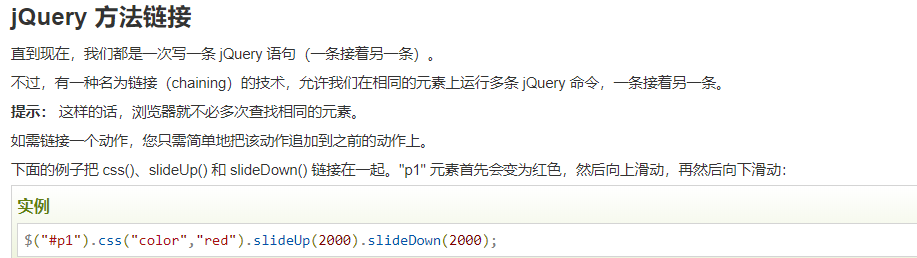 jQuery 方法链接
直到现在，我们都是一次写一条 jQuery 语句（一条接着另一条）。
不过，有一种名为链接（chaining）的技术，允许我们在相同的元素上运行多条 jQuery 命令，一条接着另一条。
提示： 这样的话，浏览器就不必多次查找相同的元素。
如需链接一个动作，您只需简单地把该动作追加到之前的动作上。
下面的例子把 css()、slideUp() 和 slideDown() 链接在一起。"p1" 元素首先会变为红色，然后向上滑动，再然后向下滑动：
实例
$("#p1").css("color","red").slideUp(2000).slideDown(2000);